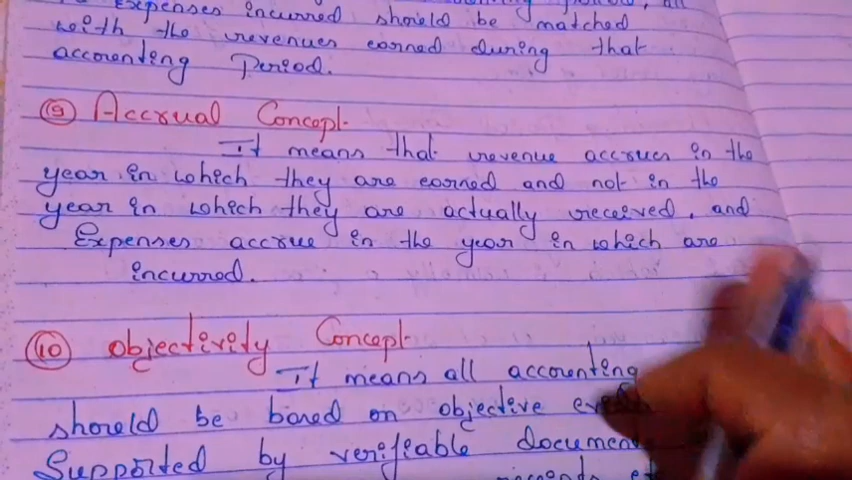 Expenses incurred should be matched
with the revenues earned during that
accounting Period.
⑨ Accrual Concept
It means that revenue accrues in the
year in which they are earned and not in the
year in which they are actually received, and
Expenses accrue in the year in which are
incurred.
⑩ objectivity Concept
It means all accounting
should be based on objective
Supported by verifiable